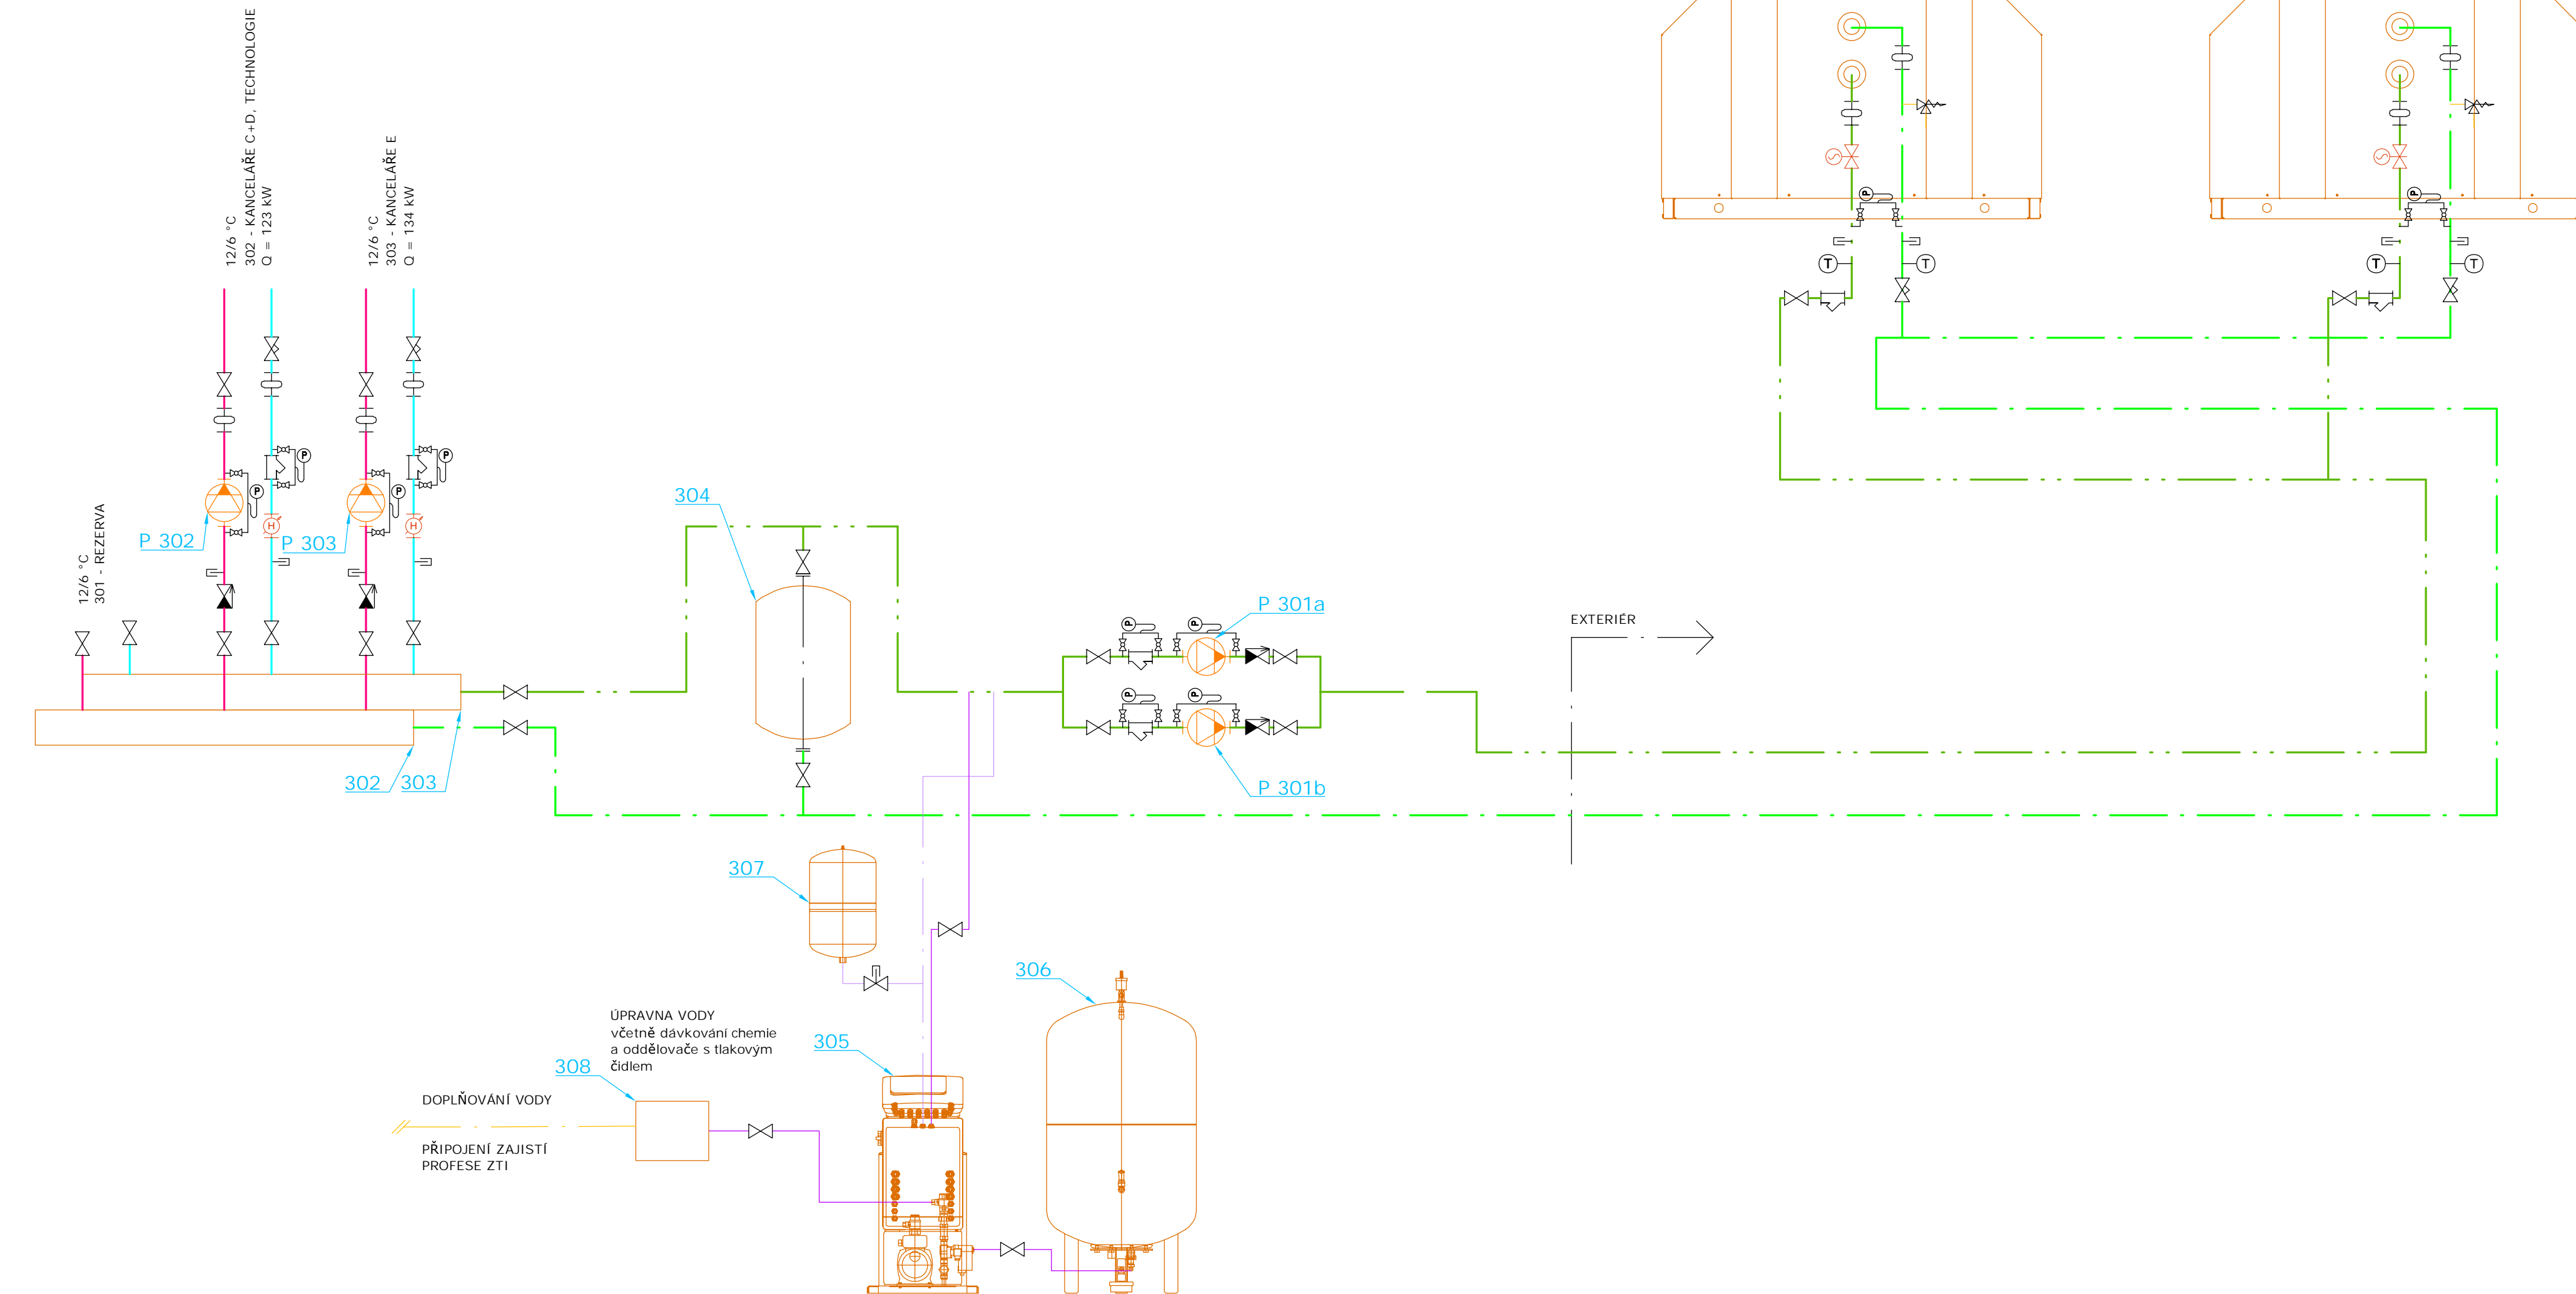 12/6 °C
302 - KANCELÁŘE C+D, TECHNOLOGIE
Q = 123 kW
12/6 °C
303 - KANCELÁŘE E
Q = 134 kW
12/6 °C
301 - REZERVA
P
P
P
P
H
H
P 302
P 303
304
P 301a
P
P
P
P
P 301b
EXTERIÉR
P
P
T
T
T
T
302
303
307
306
305
ÚPRAVNA VODY
včetně dávkování chemie
a oddělovače s tlakovým
čidlem
308
DOPLŇOVÁNÍ VODY
PŘIPOJENÍ ZAJISTÍ
PROFESE ZTI